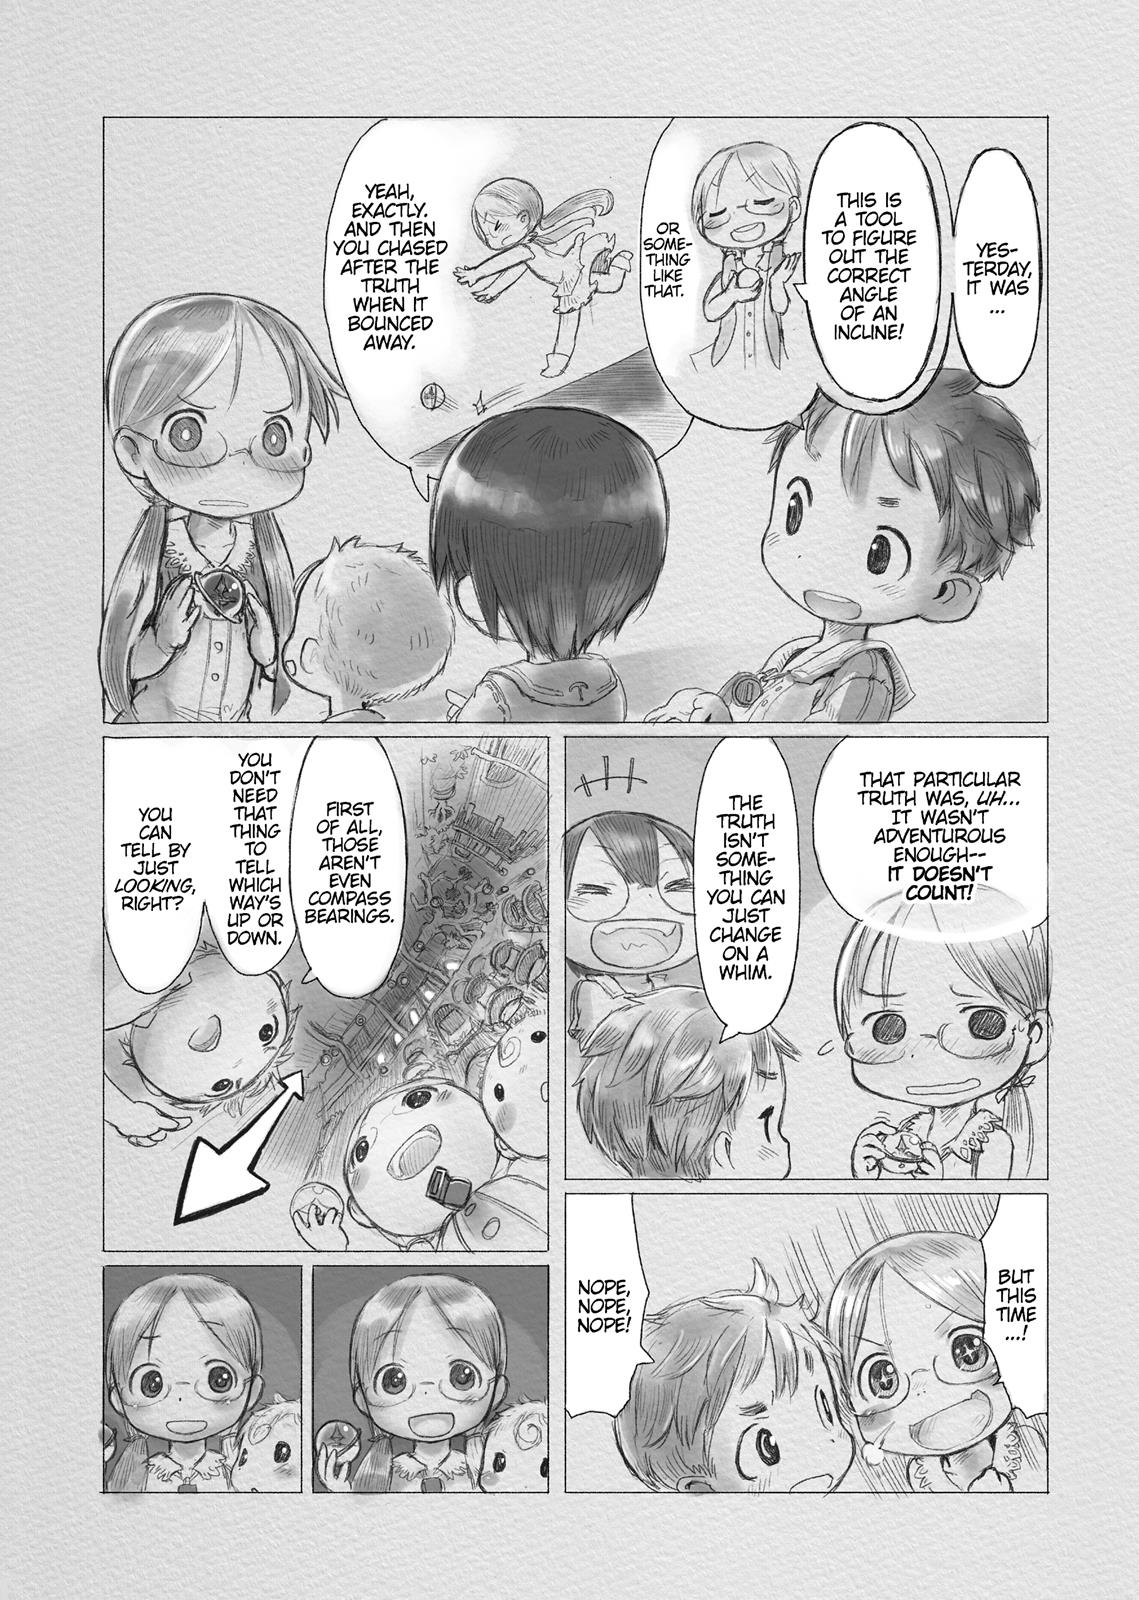 YES-
TERDAY,
IT WAS
...
THIS IS
A TOOL
TO FIGURE
OUT THE
CORRECT
ANGLE
OF AN
INCLINE!
OR
SOME-
THING
LIKE
THAT.
YEAH,
EXACTLY.
AND THEN
YOU CHASED
AFTER THE
TRUTH
WHEN IT
BOUNCED
AWAY.
THAT PARTICULAR
TRUTH WAS, UH...
IT WASN'T
ADVENTUROUS
ENOUGH--
IT DOESN'T
COUNT!
THE
TRUTH
ISN'T
SOME-
THING
YOU CAN
JUST
CHANGE
ON A
WHIM.
BUT
THIS
TIME
...!
NOPE,
NOPE,
NOPE!
FIRST
OF ALL,
THOSE
AREN'T
EVEN
COMPASS
BEARINGS.
YOU
DON'T
NEED
THAT
THING
TO
TELL
WHICH
WAY'S
UP OR
DOWN.
YOU
CAN
TELL BY
JUST
LOOKING,
RIGHT?